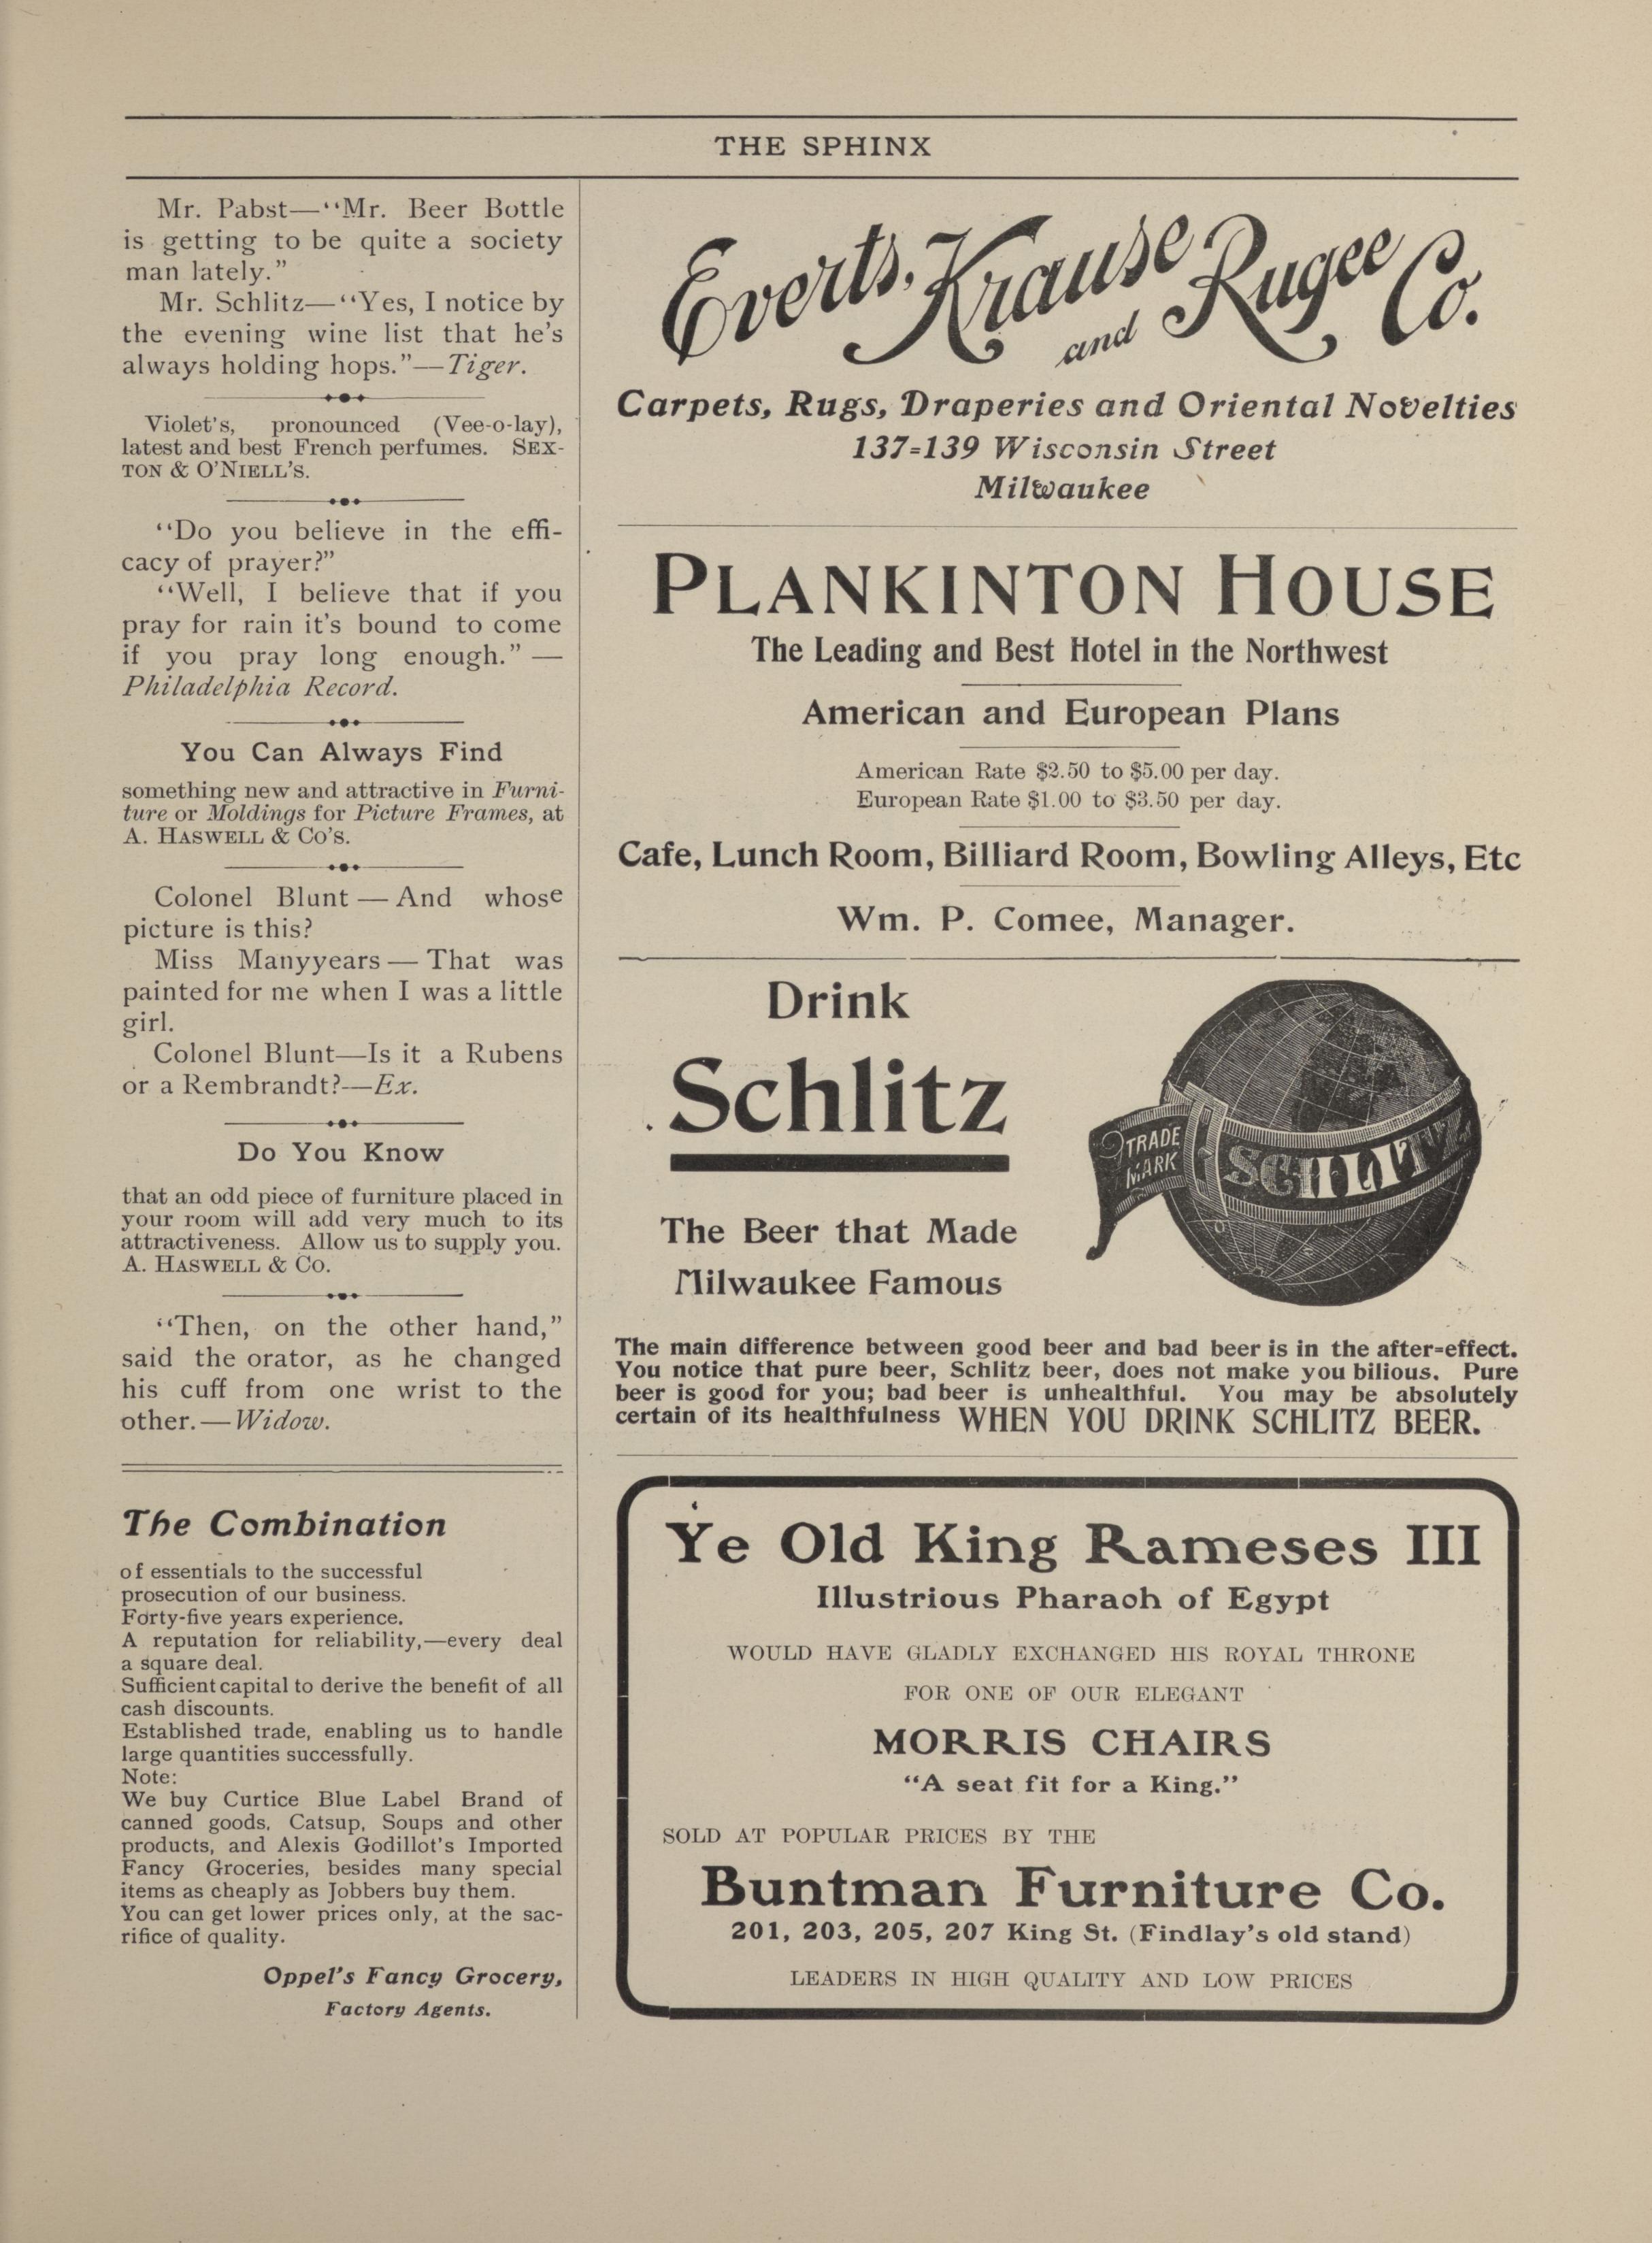 THE SPHINX
Mr. Pabst—"Mr. Beer Bottle
is getting to be quite a society
man lately."
Mr. Schlitz—"Yes, I notice by
the evening wine list that he's
always holding hops."—Tiger.
Violet's, pronounced (Vee-o-lay),
latest and best French perfumes. SEX-
TON & O'NIELL'S.
"Do you believe in the effi-
cacy of prayer?"
"Well, I believe that if you
pray for rain it's bound to come
if you pray long enough." —
Philadelphia Record.
You Can Always Find
something new and attractive in Furni-
ture or Moldings for Picture Frames, at
A. HASWELL & CO'S.
Colonel Blunt — And whose
picture is this?
Miss Manyyears — That was
painted for me when I was a little
girl.
Colonel Blunt—Is it a Rubens
or a Rembrandt?—Ex.
Do You Know
that an odd piece of furniture placed in
your room will add very much to its
attractiveness. Allow us to supply you.
A. HASWELL & CO.
"Then, on the other hand,"
said the orator, as he changed
his cuff from one wrist to the
other.—Widow.
The Combination
of essentials to the successful
prosecution of our business.
Forty-five years experience.
A reputation for reliability,—every deal
a square deal.
Sufficient capital to derive the benefit of all
cash discounts.
Established trade, enabling us to handle
large quantities successfully.
Note:
We buy Curtice Blue Label Brand of
canned goods, Catsup, Soups and other
products, and Alexis Godillot's Imported
Fancy Groceries, besides many special
items as cheaply as Jobbers buy them.
You can get lower prices only, at the sac-
rifice of quality.
Oppel's Fancy Grocery,
Factory Agents.
Everts, Krause and Rugee Co.
Carpets, Rugs, Draperies and Oriental Novelties
137=139 Wisconsin Street
Milwaukee
PLANKINTON HOUSE
The Leading and Best Hotel in the Northwest
American and European Plans
American Rate $2.50 to $5.00 per day.
European Rate $1.00 to $3.50 per day.
Cafe, Lunch Room, Billiard Room, Bowling Alleys, Etc
Wm. P. Comee, Manager.
Drink
Schlitz
The Beer that Made
Milwaukee Famous
TRADE
MARK
SCHLITZ
The main difference between good beer and bad beer is in the after=effect.
You notice that pure beer, Schlitz beer, does not make you bilious. Pure
beer is good for you; bad beer is unhealthful. You may be absolutely
certain of its healthfulness WHEN YOU DRINK SCHLITZ BEER.
Ye Old King Rameses III
Illustrious Pharaoh of Egypt
WOULD HAVE GLADLY EXCHANGED HIS ROYAL THRONE
FOR ONE OF OUR ELEGANT
MORRIS CHAIRS
"A seat fit for a King."
SOLD AT POPULAR PRICES BY THE
Buntman Furniture Co.
201, 203, 205, 207 King St. (Findlay's old stand)
LEADERS IN HIGH QUALITY AND LOW PRICES